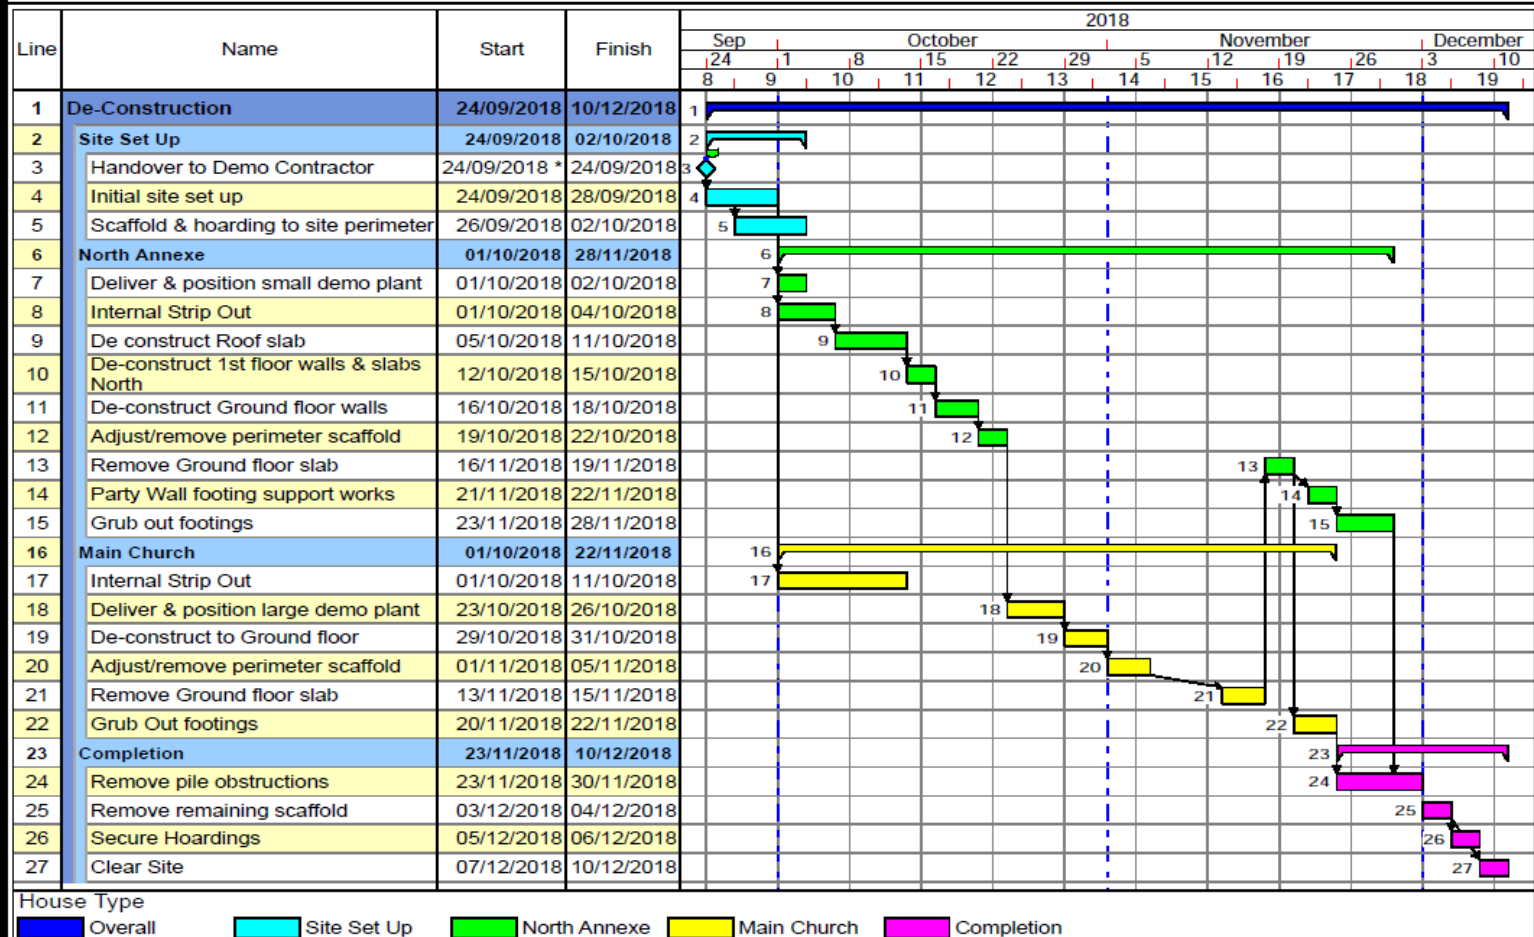 2018
Line Name Start Finish Sep October November December
24 1 8 15 22 29 5 12 19 26 3 10
8 9 10 11 12 13 14 15 16 17 18 19
1 De-Construction 24/09/2018 10/12/2018 1
2 Site Set Up 24/09/2018 02/10/2018 2
3 Handover to Demo Contractor 24/09/2018 * 24/09/2018 3
4 Initial site set up 24/09/2018 28/09/2018 4
5 Scaffold & hoarding to site perimeter 26/09/2018 02/10/2018 5
6 North Annexe 01/10/2018 28/11/2018 6
7 Deliver & position small demo plant 01/10/2018 02/10/2018 7
8 Internal Strip Out 01/10/2018 04/10/2018 8
9 De construct Roof slab 05/10/2018 11/10/2018 9
10 De-construct 1st floor walls & slabs
North 12/10/2018 15/10/2018 10
11 De-construct Ground floor walls 16/10/2018 18/10/2018 11
12 Adjust/remove perimeter scaffold 19/10/2018 22/10/2018 12
13 Remove Ground floor slab 16/11/2018 19/11/2018 13
14 Party Wall footing support works 21/11/2018 22/11/2018 14
15 Grub out footings 23/11/2018 28/11/2018 15
16 Main Church 01/10/2018 22/11/2018 16
17 Internal Strip Out 01/10/2018 11/10/2018 17
18 Deliver & position large demo plant 23/10/2018 26/10/2018 18
19 De-construct to Ground floor 29/10/2018 31/10/2018 19
20 Adjust/remove perimeter scaffold 01/11/2018 05/11/2018 20
21 Remove Ground floor slab 13/11/2018 15/11/2018 21
22 Grub Out footings 20/11/2018 22/11/2018 22
23 Completion 23/11/2018 10/12/2018 23
24 Remove pile obstructions 23/11/2018 30/11/2018 24
25 Remove remaining scaffold 03/12/2018 04/12/2018 25
26 Secure Hoardings 05/12/2018 06/12/2018 26
27 Clear Site 07/12/2018 10/12/2018 27
House Type
Overall Site Set Up North Annexe Main Church Completion